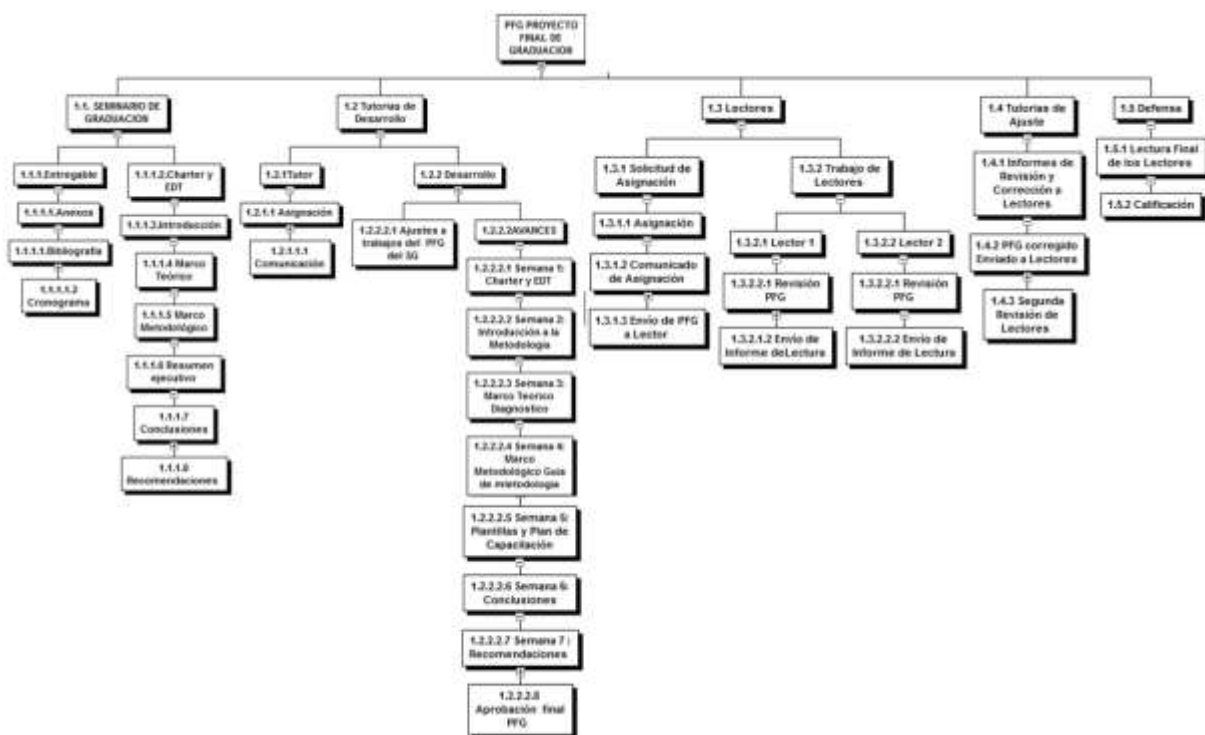 PFG PROYECTO
FINAL DE
GRADUACION
1.1. SEMINARIO DE
GRADUACION
1.2 Tutorias de
Desarrollo
1.3 Lectores
1.4 Tutorias de
Ajuste
1.5 Defensa
1.1.1.Entregable
1.1.1.1.Anexos
1.1.1.1.Bibliografia
1.1.1.1.2
Cronograma
1.1.1.2.Charter y
EDT
1.1.1.2.Introducción
1.1.1.4 Marco
Teórico
1.1.1.5 Marco
Metodológico
1.1.1.6 Resumen
ejecutivo
1.1.1.7
Conclusiones
1.1.1.8
Recomendaciones
1.2.1Tutor
1.2.1.1 Asignación
1.2.1.1.1
Comunicación
1.2.2 Desarrollo
1.2.2.2.1 Ajustes a
trabajos del PFG
del SG
1.2.2.2AVANCES
1.2.2.2.1 Semana 1:
Charter y EDT
1.2.2.2.2 Semana 2:
Introducción a la
Metodología
1.2.2.2.3 Semana 3:
Marco Teorico
Diagnostico
1.2.2.2.4 Semana 4:
Marco
Metodológico Guia
de metodología
1.2.2.2.5 Semana 5:
Plantillas y Plan de
Capacitación
1.2.2.2.6 Semana 6:
Conclusiones
1.2.2.2.7 Semana 7 :
Recomendaciones
1.2.2.2.8
Aprobación final
PFG
1.3.1 Solicitud de
Asignación
1.3.1.1 Asignación
1.3.1.2 Comunicado
de Asignación
1.3.1.3 Envío de PFG
a Lector
1.3.2 Trabajo de
Lectores
1.3.2.1 Lector 1
1.3.2.2.1 Revisión
PFG
1.3.2.1.2 Envio de
Informe deLectura
1.3.2.2 Lector 2
1.3.2.2.1 Revisión
PFG
1.3.2.2.2 Envio de
Informe de Lectura
1.4.1 Informes de
Revisión y
Corrección a
Lectores
1.4.2 PFG corregido
Enviado a Lectores
1.4.3 Segunda
Revisión de
Lectores
1.5.1 Lectura Final
de los Lectores
1.5.2 Calificación